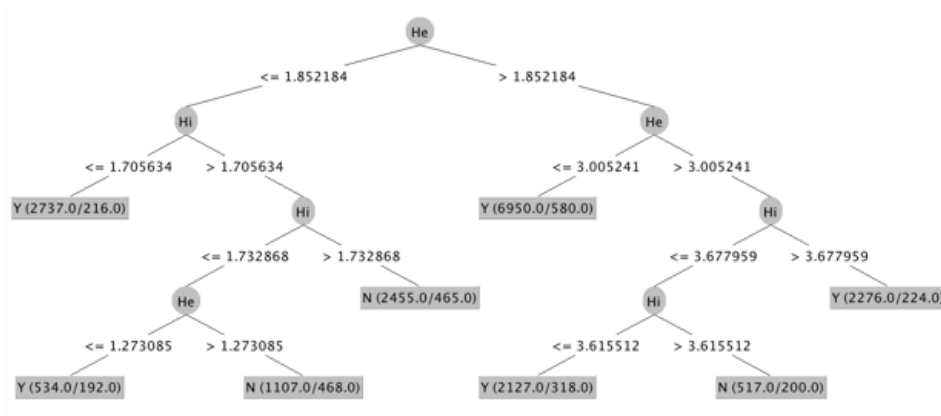 He
<= 1.852184 > 1.852184
Hi He
<= 1.705634 > 1.705634 <= 3.005241 > 3.005241
Y (2737.0/216.0) Hi Y (6950.0/580.0) Hi
<= 1.732868 > 1.732868 <= 3.677959 > 3.677959
He N (2455.0/465.0) Hi Y (2276.0/224.0)
<= 1.273085 > 1.273085 <= 3.615512 > 3.615512
Y (534.0/192.0) N (1107.0/468.0) Y (2127.0/318.0) N (517.0/200.0)